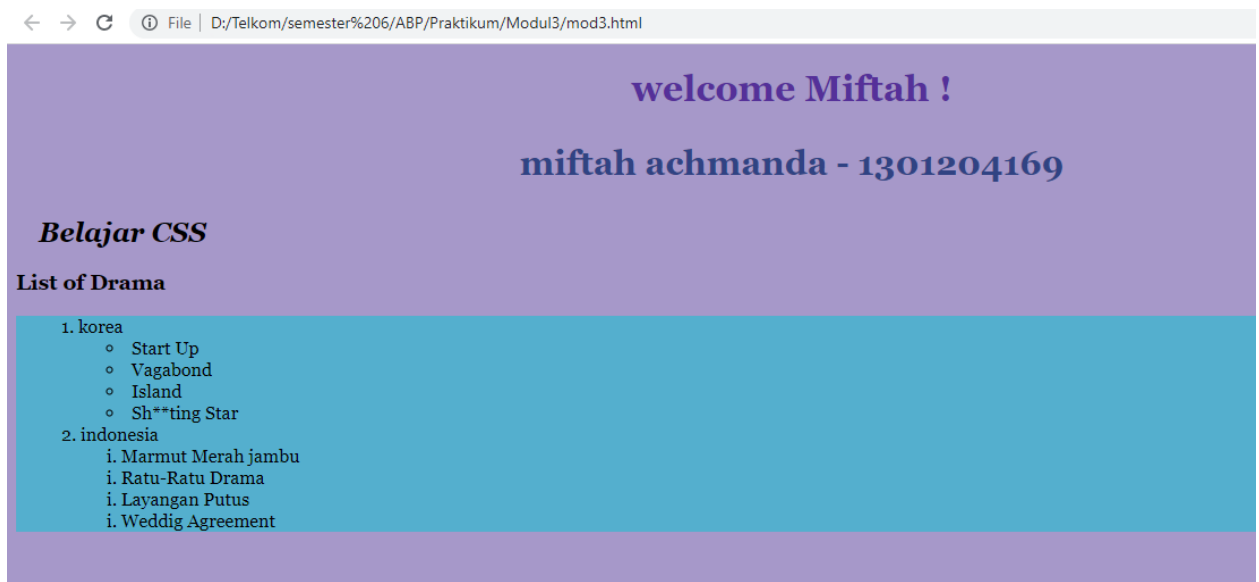 File | D:/Telkom/semester%206/ABP/Praktikum/Modul3/mod3.html
welcome Miftah !
miftah achmanda - 1301204169
Belajar CSS
List of Drama
1. korea
Start Up
Vagabond
Island
Sh**ting Star
2. indonesia
i. Marmut Merah jambu
i. Ratu-Ratu Drama
i. Layangan Putus
i. Weddig Agreement